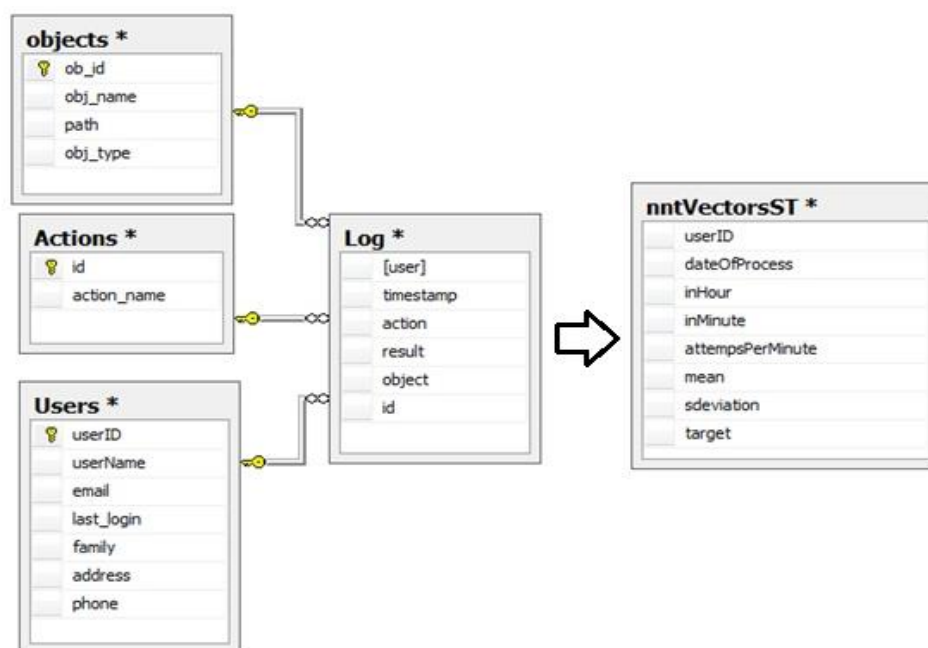 objects *
ob_id
obj_name
path
obj_type
Actions *
id
action_name
Users *
userID
userName
email
last_login
family
address
phone
Log *
[user]
timestamp
action
result
object
id
nntVectorsST *
userID
dateOfProcess
inHour
inMinute
attempsPerMinute
mean
sdeviation
target